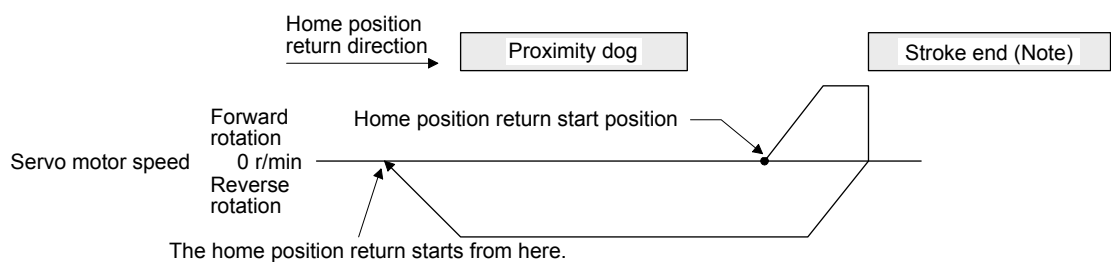 Home position
return direction
Proximity dog
Stroke end (Note)
Forward
rotation
Home position return start position
Servo motor speed
0 r/min
Reverse
rotation
The home position return starts from here.